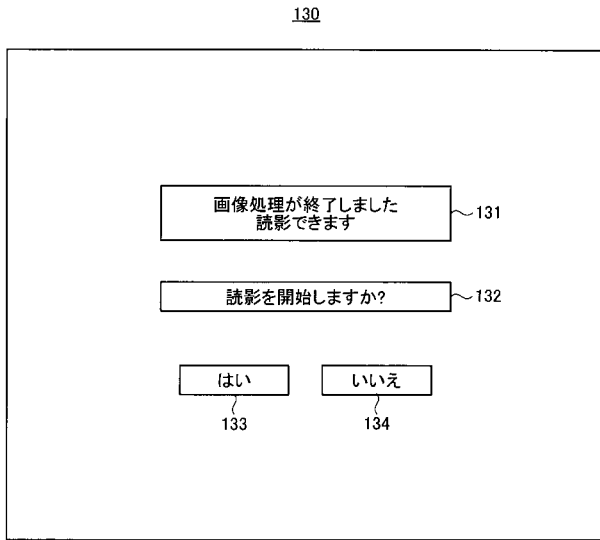 130
画像処理が終了しました
読影できます
131
読影を開始しますか?
132
はい
いいえ
133
134